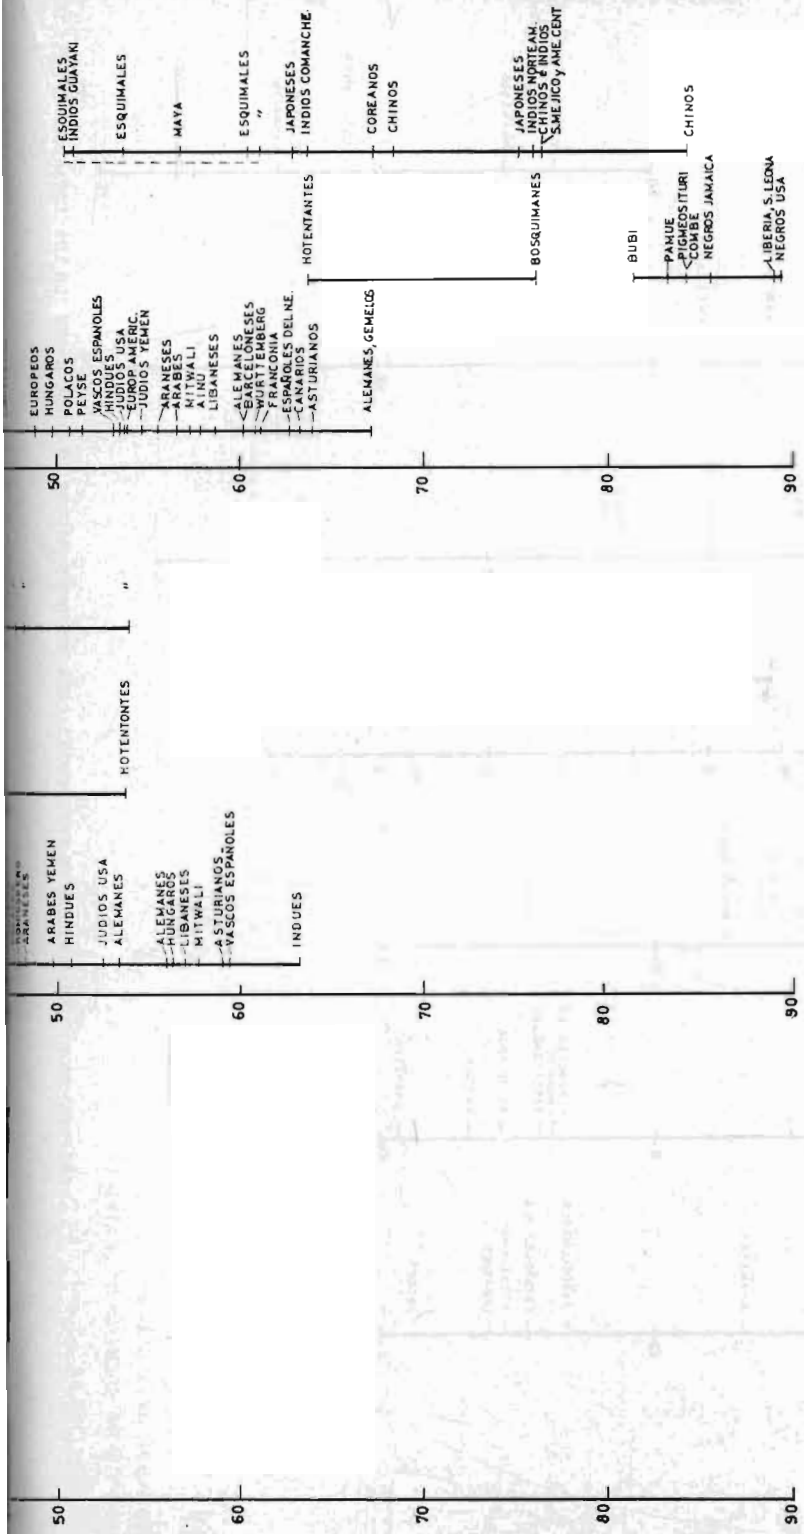 50
60
70
80
90
50
60
70
80
90
ARANESES
ARABES YEMEN
HINDUES
JUDIOS USA
ALEMANES
ALEMANES
HUNGAROS
LIBANESES
MITWALI
ASTURIANOS
VASCOS ESPAÑOLES
INDUES
HOTENTONTES
"
"
50
60
70
80
90
EUROPEOS
HUNGAROS
POLACOS
PEYSE
VASCOS ESPAÑOLES
HINDUES
JUDIOS USA
EUROP AMERIC.
JUDIOS YEMEN
ARANESES
ARABES
MITWALI
AINU
LIBANESES
ALEMANES
BARCELONESES
WURTTEMBERG
FRANCONIA
ESPAÑOLES DEL N.E.
CANARIOS
ASTURIANOS
ALEMANES, GEMELOS
HOTENTANTES
BOSQUIMANES
BUBI
PAMUE
PIGMEOS ITURI
COMBE
NEGROS JAMAICA
LIBERIA, S. LEONA
NEGROS USA
ESQUIMALES
INDIOS GUAYAKI
ESQUIMALES
MAYA
ESQUIMALES
"
JAPONESES
INDIOS COMANCHE.
COREANOS
CHINOS
JAPONESES
INDIOS NORTEAM.
CHINOS e INDIOS
S.MEJICO y AME.CENT
CHINOS